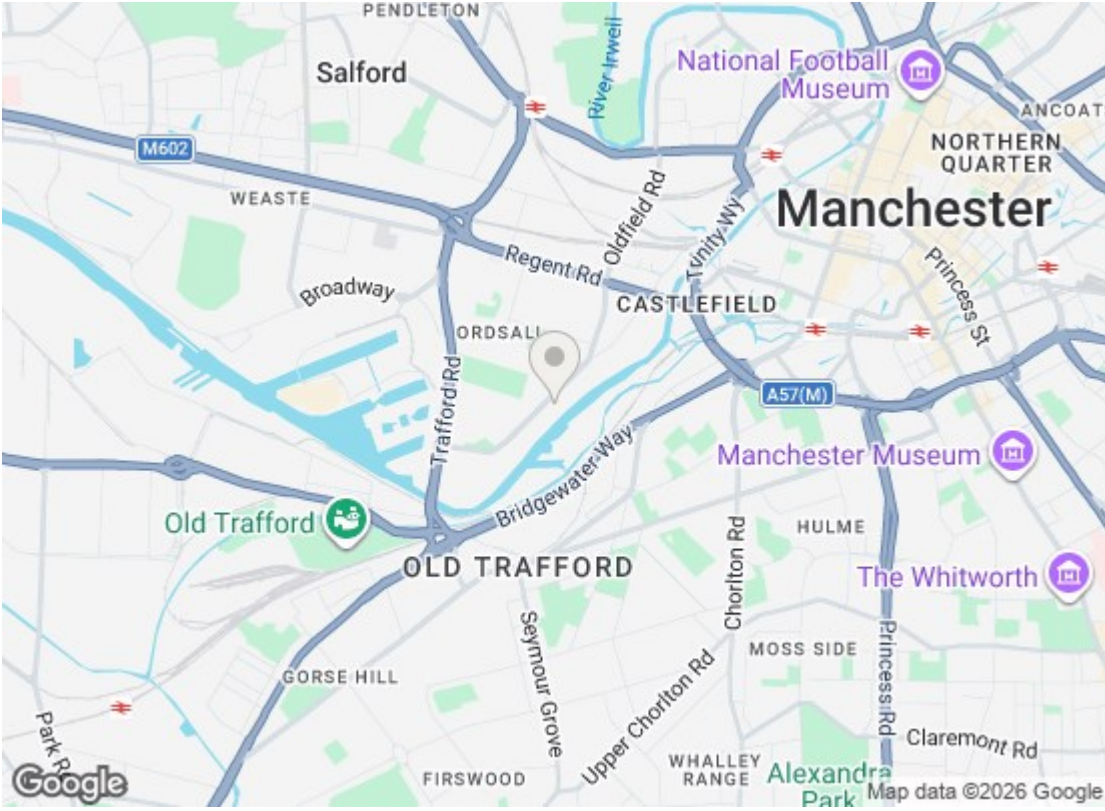 PENDLETON
Salford
River Irwell
National Football
Museum
ANCOAT
NORTHERN
QUARTER
M602
WEASTE
Oldfield Rd
Trinity Wy
Manchester
Regent Rd
Princess St
Broadway
CASTLEFIELD
ORDSALL
Trafford Rd
A57(M)
Bridgewater Way
Manchester Museum
Old Trafford
HULME
Chorlton Rd
OLD TRAFFORD
The Whitworth
Seymour Grove
MOSS SIDE
Princess Rd
GORSE HILL
Upper Chorlton Rd
Park Rd
Claremont Rd
WHALLEY
RANGE
FIRSWOOD
Alexandra
Park
Google
Map data ©2026 Google